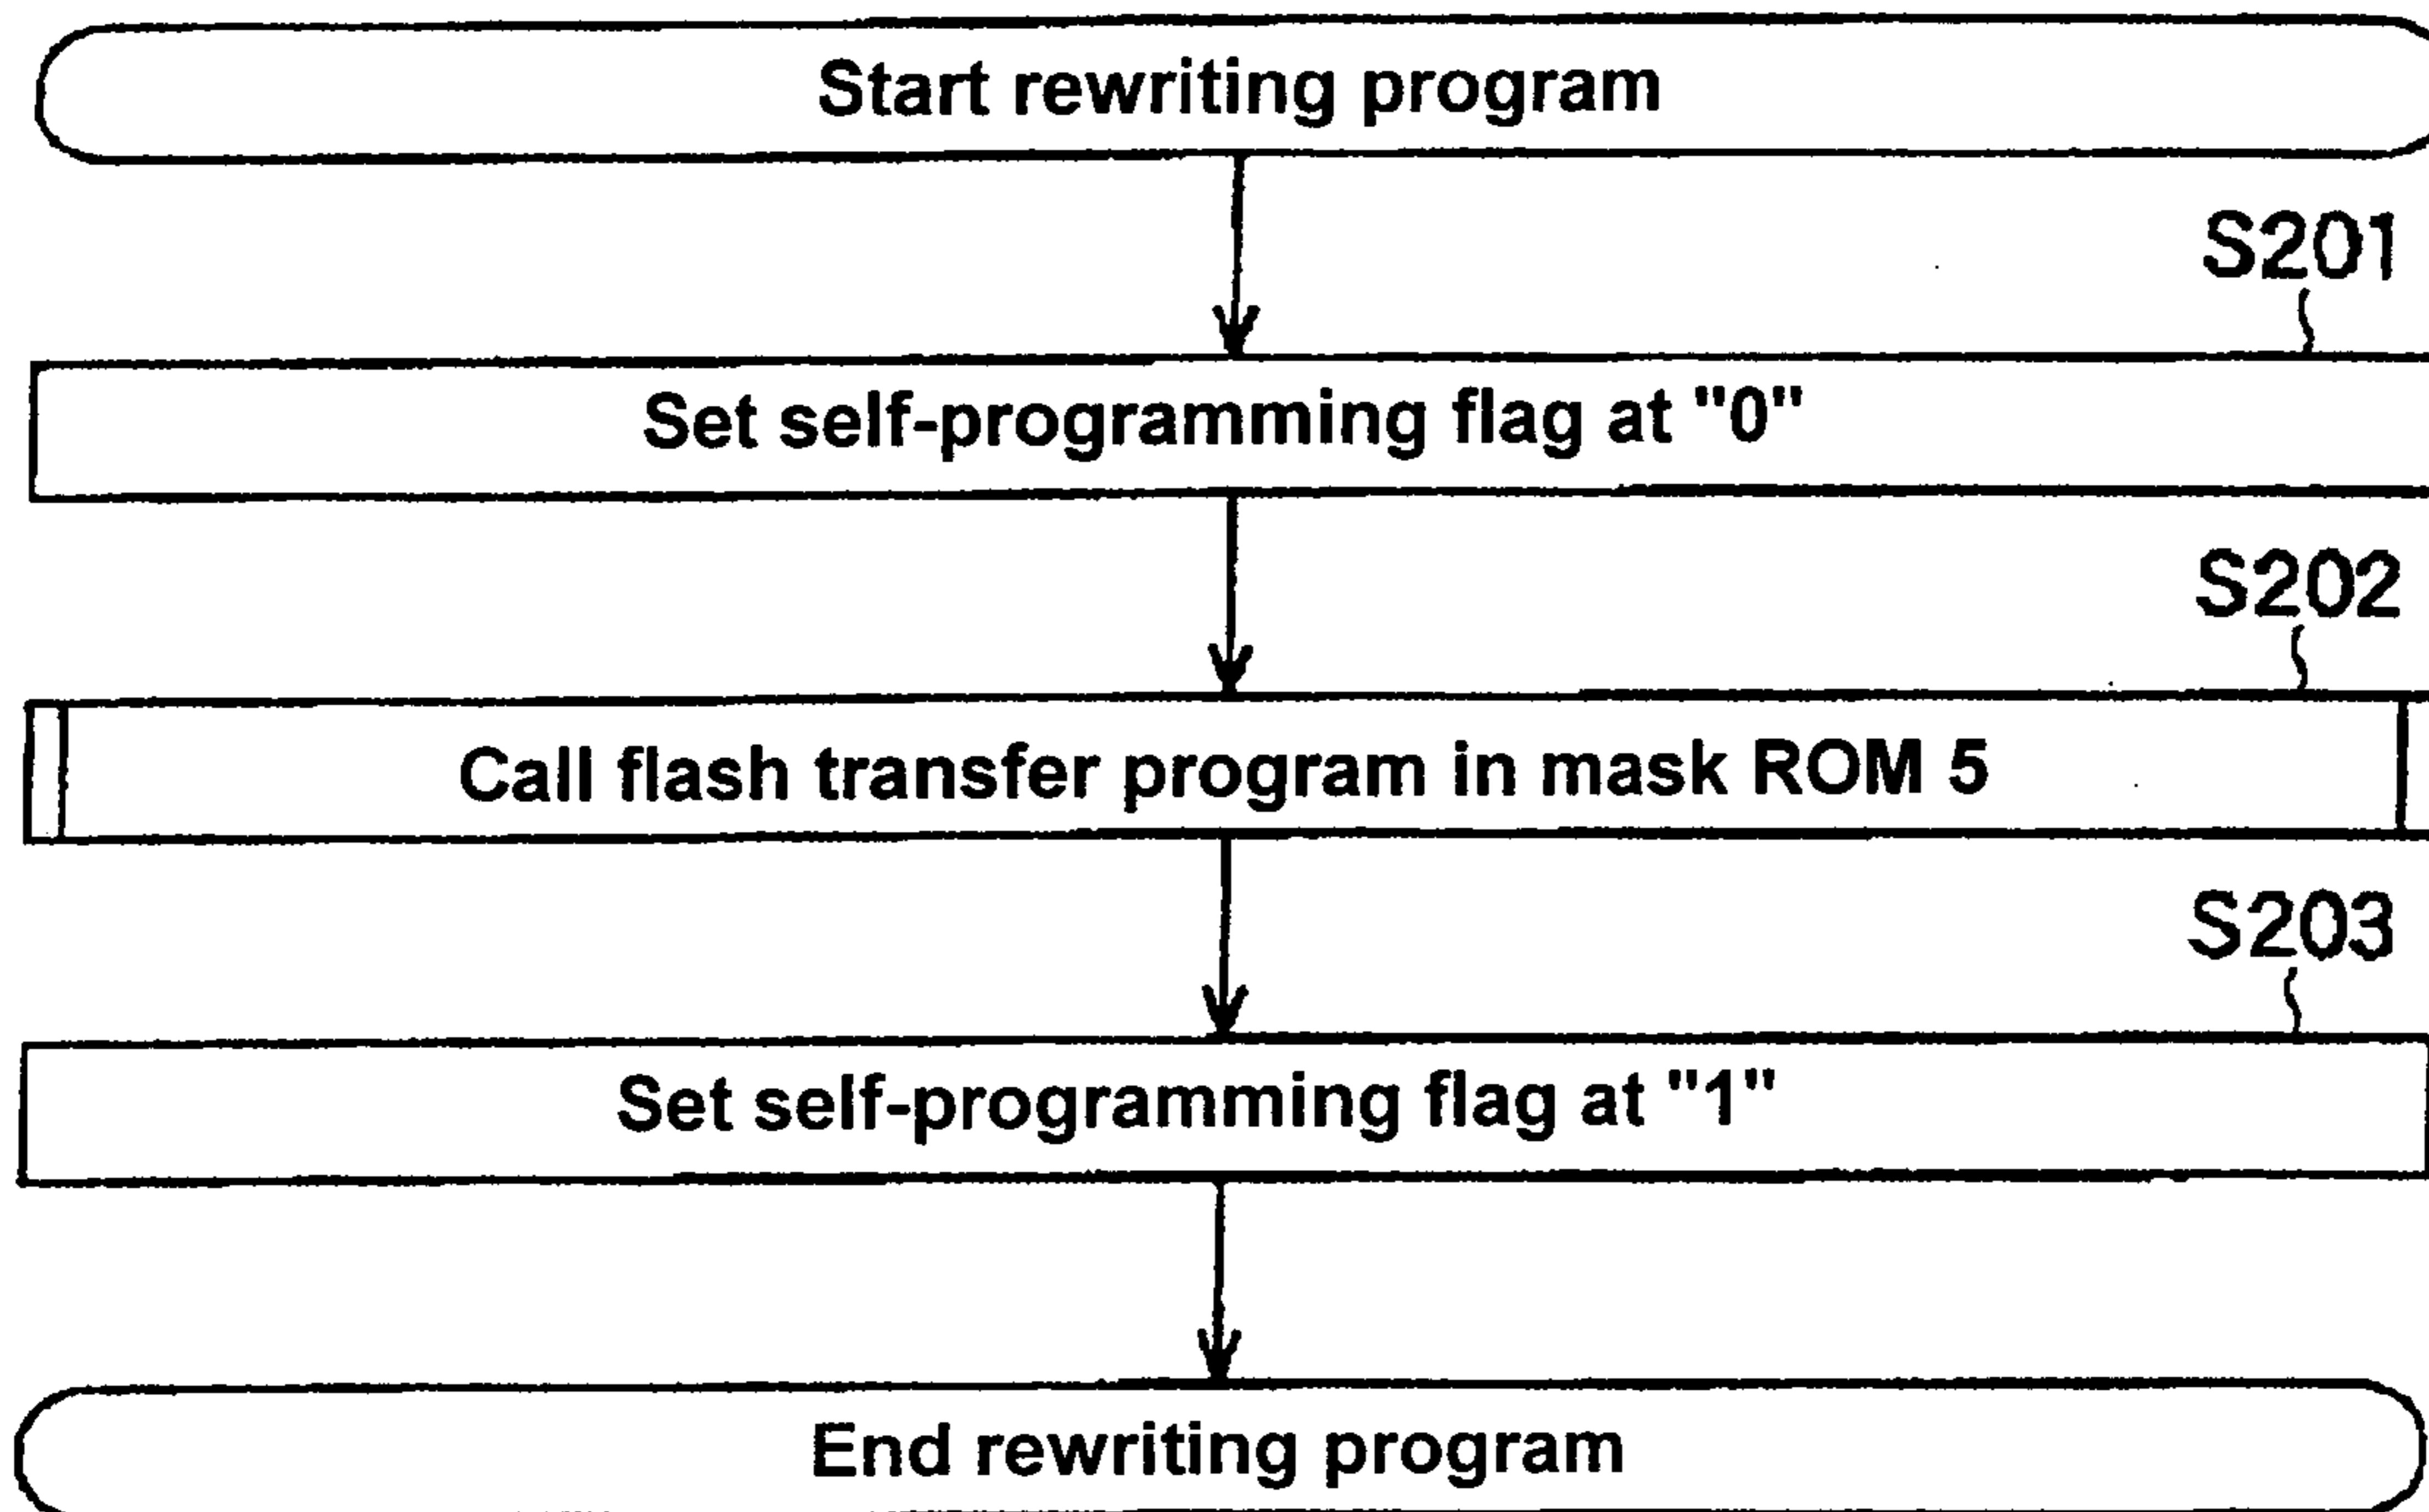 Start rewriting program
S201
Set self-programming flag at "0"
S202
Call flash transfer program in mask ROM 5
S203
Set self-programming flag at "1"
End rewriting program